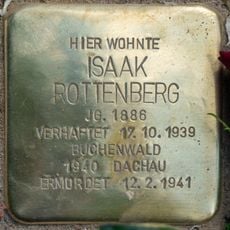 HIER WOHNTE
ISAAK
ROTTENBERG
JG. 1886
VERHAFTET 17.10.1939
BUCHENWALD
1940 DACHAU
ERMORDET 12.2.1941